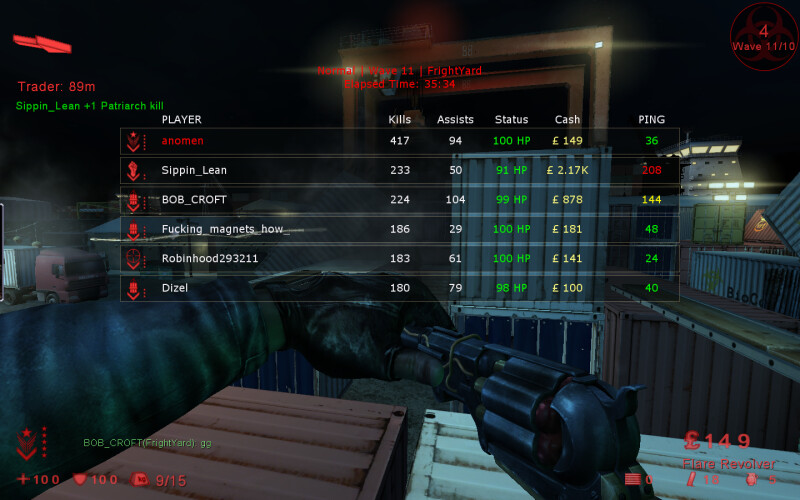 4
Wave 11/10
Normal | Wave 11 | FrightYard
Elapsed Time: 35:34
Trader: 89m
Sippin_Lean +1 Patriarch kill
PLAYER Kills Assists Status Cash PING
anomen 417 94 100 HP £ 149 36
Sippin_Lean 233 50 91 HP £ 2.17K 208
BOB_CROFT 224 104 99 HP £ 878 144
Fucking_magnets_how_ 186 29 100 HP £ 181 48
Robinhood293211 183 61 100 HP £ 141 24
Dizel 180 79 98 HP £ 100 40
BOB_CROFT(FrightYard) gg
£149
Flare Revolver
100 100 9/15
0